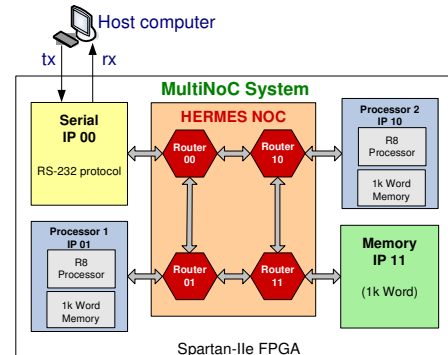 Host computer
tx
rx
MultiNoC System
HERMES NOC
Serial
IP 00
RS-232 protocol
Router
00
Router
10
Processor 2
IP 10
R8
Processor
1k Word
Memory
Processor 1
IP 01
R8
Processor
1k Word
Memory
Router
01
Router
11
Memory
IP 11
(1k Word)
Spartan-IIe FPGA